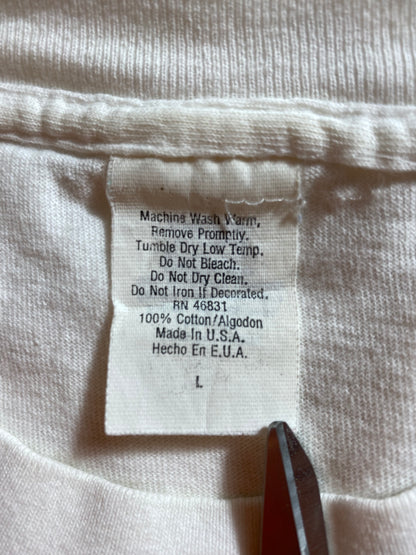 Machine Wash Warm,
Remove Promptly.
Tumble Dry Low Temp.
Do Not Bleach.
Do Not Dry Clean.
Do Not Iron If Decorated.
RN 46831
100% Cotton/Algodon
Made In U.S.A.
Hecho En E.U.A.
L